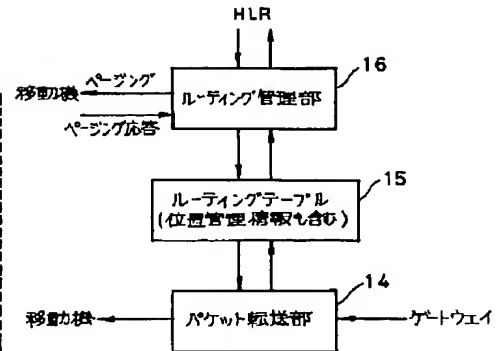 HLR
16
ページング
移動機
ルーティング管理部
ページング応答
15
ルーティングテーブル
(位置管理情報も含む)
14
移動機
パケット転送部
ゲートウェイ